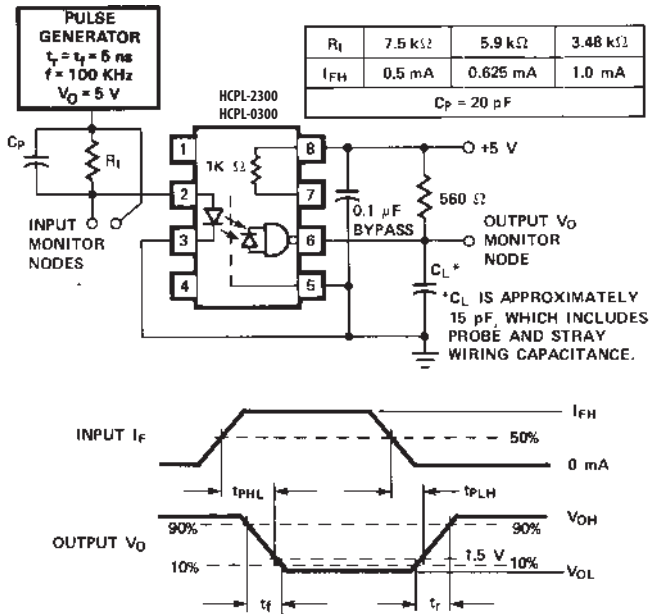 PULSE
GENERATOR
tr = tf = 5 ns
f = 100 KHz
VO = 5 V
RI 7.5 kΩ 5.9 kΩ 3.48 kΩ
IFH 0.5 mA 0.625 mA 1.0 mA
CP = 20 pF
HCPL-2300
HCPL-0300
CP
RI
1
8
1K Ω
+5 V
2
7
560 Ω
0.1 μF
BYPASS
INPUT
MONITOR
NODES
3
6
OUTPUT VO
MONITOR
NODE
4
5
CL*
*CL IS APPROXIMATELY
15 pF, WHICH INCLUDES
PROBE AND STRAY
WIRING CAPACITANCE.
INPUT IF
IFH
50%
0 mA
tPHL
tPLH
OUTPUT VO
90%
90%
VOH
10%
1.5 V
10%
VOL
tf
tr